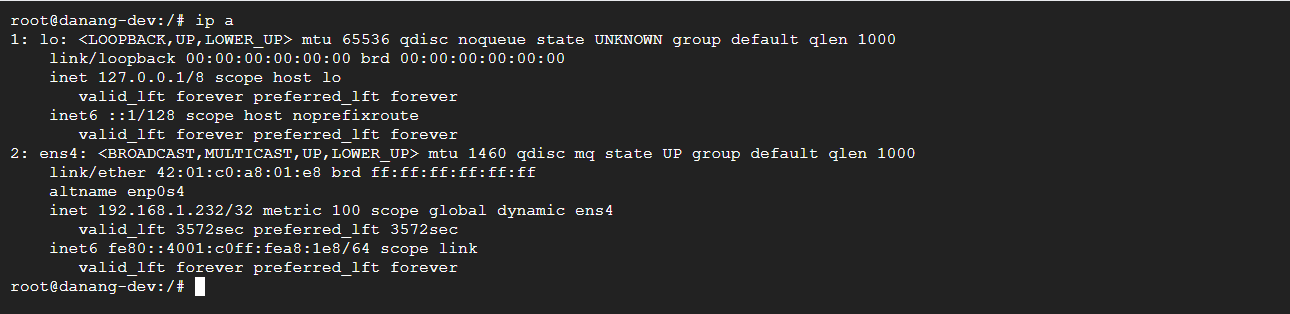 root@danang-dev:/# ip a
1: lo: <LOOPBACK,UP,LOWER_UP> mtu 65536 qdisc noqueue state UNKNOWN group default qlen 1000
    link/loopback 00:00:00:00:00:00 brd 00:00:00:00:00:00
    inet 127.0.0.1/8 scope host lo
       valid_lft forever preferred_lft forever
    inet6 ::1/128 scope host noprefixroute
       valid_lft forever preferred_lft forever
2: ens4: <BROADCAST,MULTICAST,UP,LOWER_UP> mtu 1460 qdisc mq state UP group default qlen 1000
    link/ether 42:01:c0:a8:01:e8 brd ff:ff:ff:ff:ff:ff
    altname enp0s4
    inet 192.168.1.232/32 metric 100 scope global dynamic ens4
       valid_lft 3572sec preferred_lft 3572sec
    inet6 fe80::4001:c0ff:fea8:1e8/64 scope link
       valid_lft forever preferred_lft forever
root@danang-dev:/#